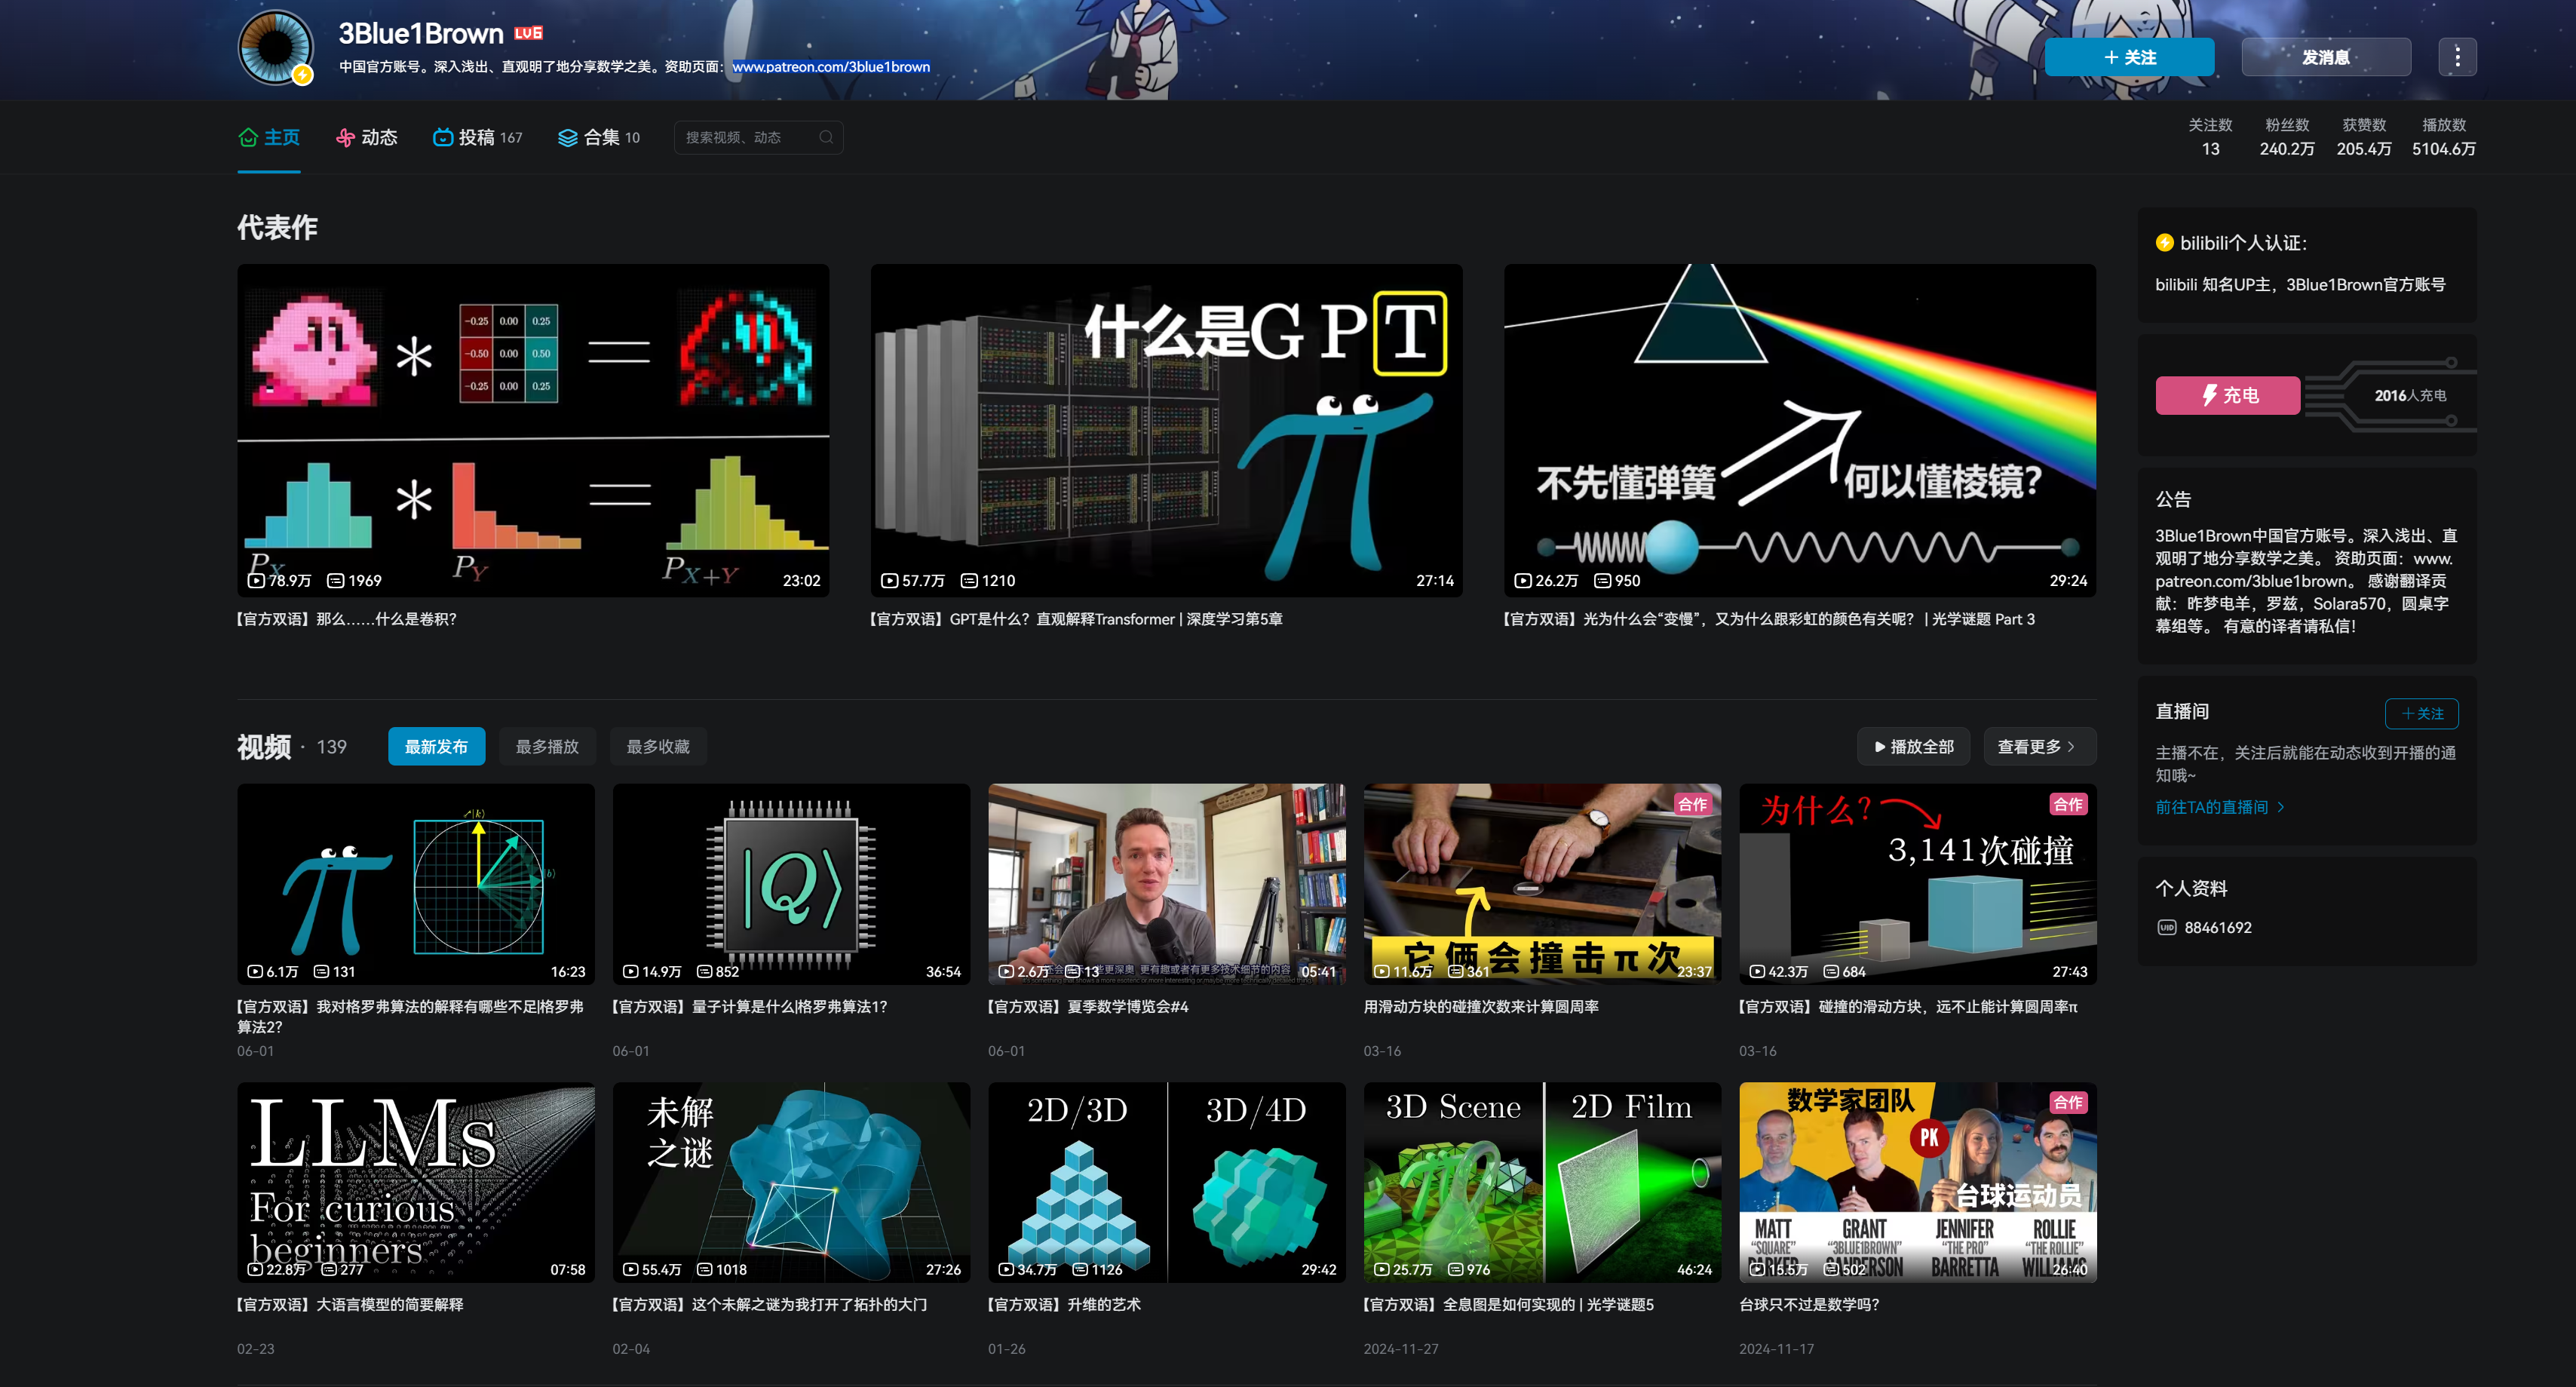 3Blue1Brown LV6
中国官方账号。深入浅出、直观明了地分享数学之美。资助页面：www.patreon.com/3blue1brown
关注
发消息
主页
动态
投稿 167
合集 10
搜索视频、动态
关注数
13
粉丝数
240.2万
获赞数
205.4万
播放数
5104.6万
代表作
-0.25 0.00 0.25
-0.50 0.00 0.50
-0.25 0.00 0.25
* =
* =
PX
PY
PX+Y
78.9万 1969 23:02
【官方双语】那么……什么是卷积？
什么是GPT
57.7万 1210 27:14
【官方双语】GPT是什么？直观解释Transformer | 深度学习第5章
不先懂弹簧
何以懂棱镜？
26.2万 950 29:24
【官方双语】光为什么会“变慢”，又为什么跟彩虹的颜色有关呢？ | 光学谜题 Part 3
视频 · 139
最新发布
最多播放
最多收藏
播放全部
查看更多
6.1万 131 16:23
【官方双语】我对格罗弗算法的解释有哪些不足|格罗弗
算法2？
06-01
|Q⟩
14.9万 852 36:54
【官方双语】量子计算是什么|格罗弗算法1？
06-01
更有趣或者有更多技术细节的内容
2.6万 13 05:41
【官方双语】夏季数学博览会#4
06-01
合作
它俩会撞击π次
11.6万 361 23:37
用滑动方块的碰撞次数来计算圆周率
03-16
为什么？
合作
3,141次碰撞
42.3万 684 27:43
【官方双语】碰撞的滑动方块，远不止能计算圆周率π
03-16
LLMs
For curious
beginners
22.8万 277 07:58
【官方双语】大语言模型的简要解释
02-23
未解
之谜
55.4万 1018 27:26
【官方双语】这个未解之谜为我打开了拓扑的大门
02-04
2D/3D
3D/4D
34.7万 1126 29:42
【官方双语】升维的艺术
01-26
3D Scene
2D Film
25.7万 976 46:24
【官方双语】全息图是如何实现的 | 光学谜题5
2024-11-27
数学家团队
合作
PK
台球运动员
MATT
“SQUARE”
PARKER
GRANT
“3BLUE1BROWN”
SANDERSON
JENNIFER
“THE PRO”
BARRETTA
ROLLIE
“THE ROLLIE”
WILLIAMS
15.5万 502 26:40
台球只不过是数学吗？
2024-11-17
bilibili个人认证：
bilibili 知名UP主，3Blue1Brown官方账号
充电
2016人充电
公告
3Blue1Brown中国官方账号。深入浅出、直
观明了地分享数学之美。 资助页面：www.
patreon.com/3blue1brown。 感谢翻译贡
献：昨梦电羊，罗兹，Solara570，圆桌字
幕组等。 有意的译者请私信！
直播间
关注
主播不在，关注后就能在动态收到开播的通
知哦~
前往TA的直播间
个人资料
UID 88461692